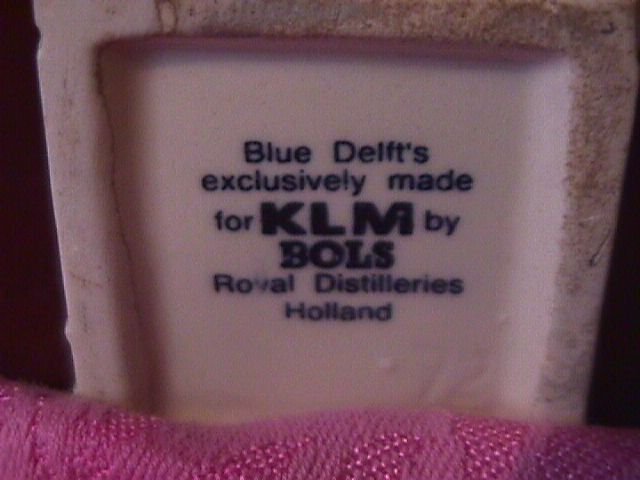 Blue Delft's
exclusively made
for KLM by
BOLS
Royal Distilleries
Holland